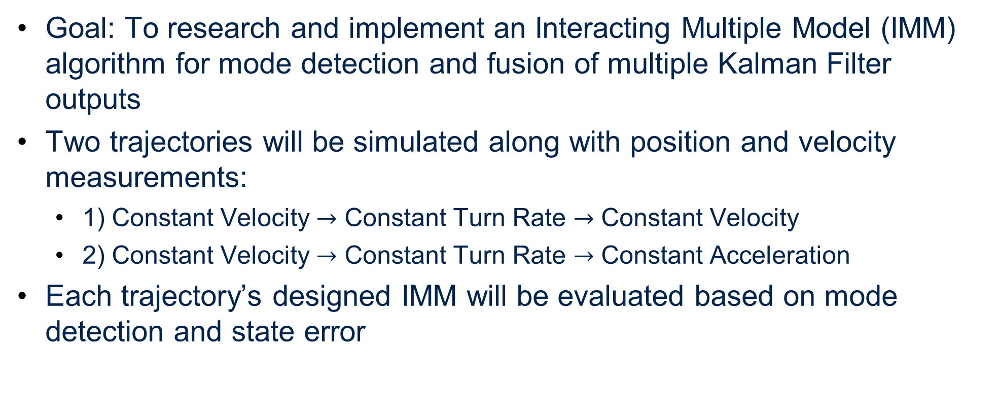 • Goal: To research and implement an Interacting Multiple Model (IMM)
algorithm for mode detection and fusion of multiple Kalman Filter
outputs
• Two trajectories will be simulated along with position and velocity
measurements:
• 1) Constant Velocity → Constant Turn Rate → Constant Velocity
• 2) Constant Velocity → Constant Turn Rate → Constant Acceleration
• Each trajectory’s designed IMM will be evaluated based on mode
detection and state error